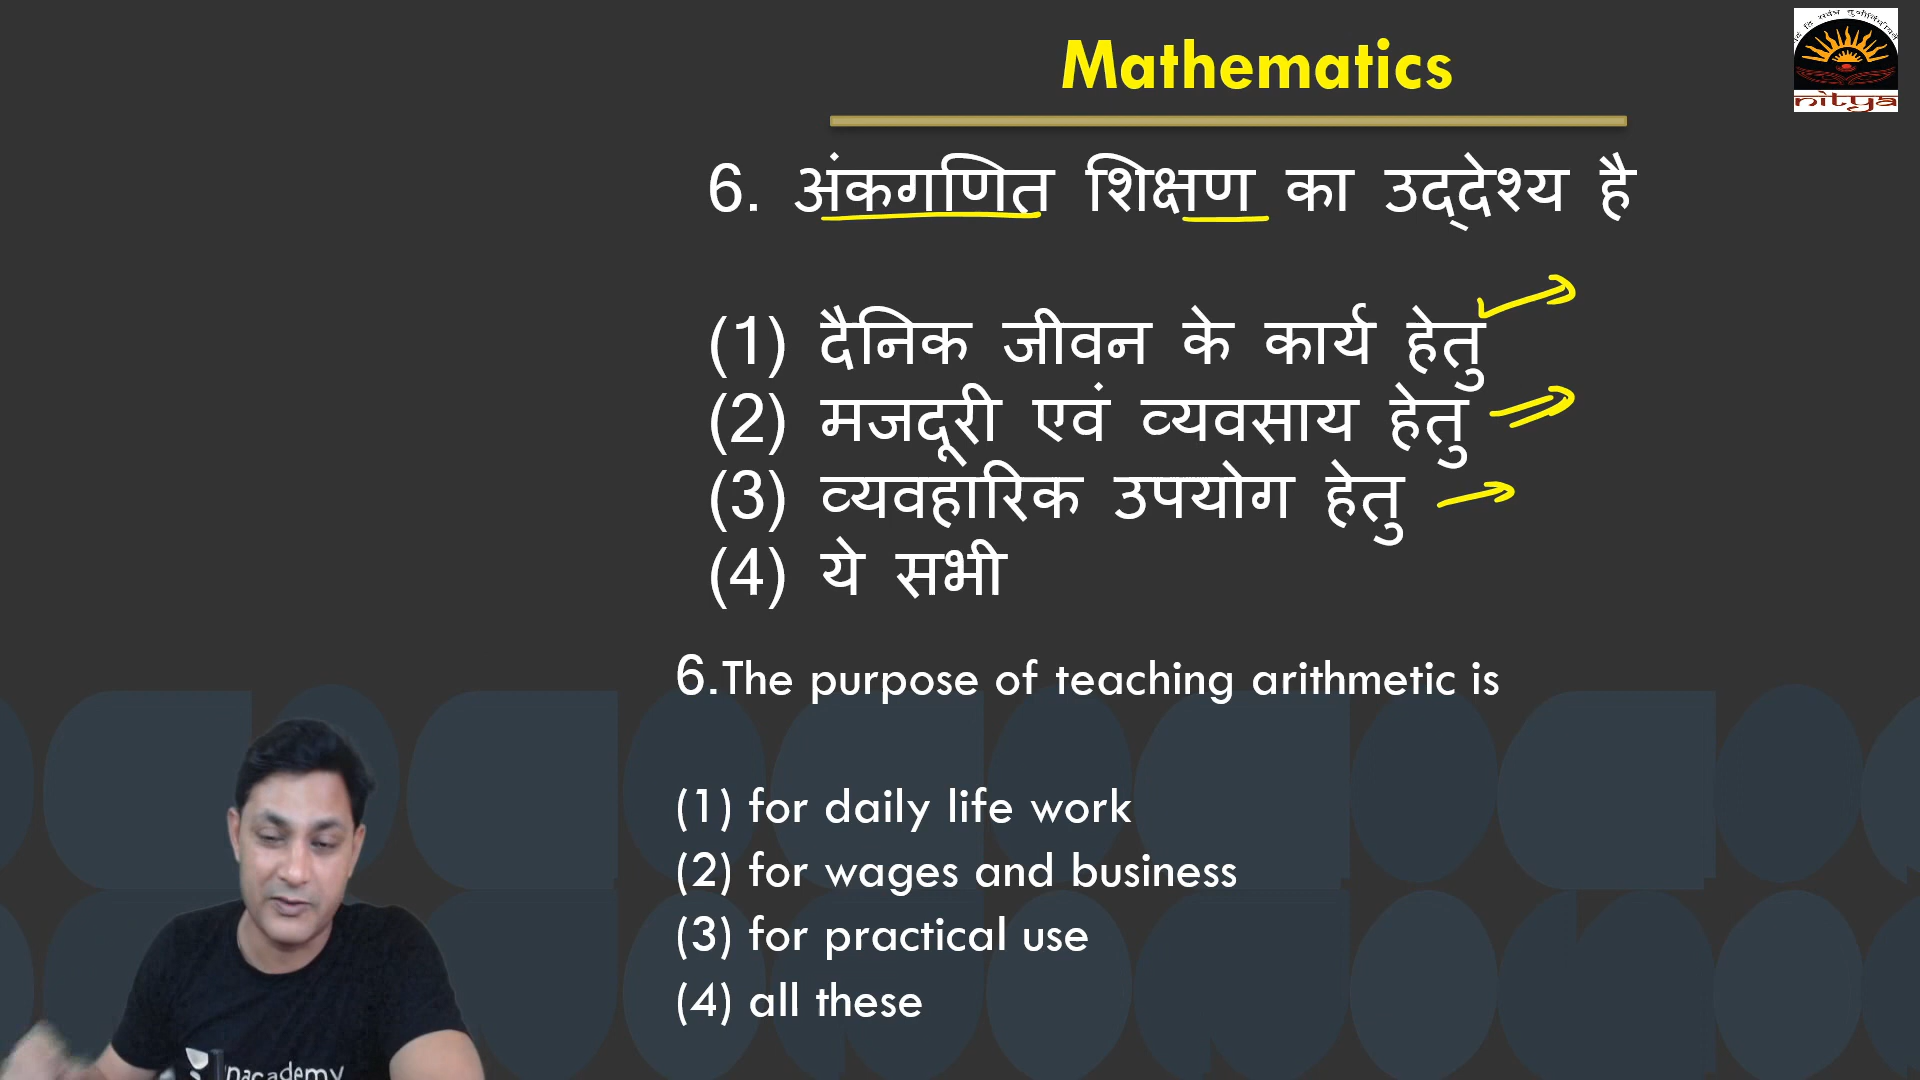 Mathematics
nitya
6. अंकगणित शिक्षण का उद्देश्य है
(1) दैनिक जीवन के कार्य हेतु
(2) मजदूरी एवं व्यवसाय हेतु
(3) व्यवहारिक उपयोग हेतु
(4) ये सभी
6.The purpose of teaching arithmetic is
(1) for daily life work
(2) for wages and business
(3) for practical use
(4) all these
nacademy